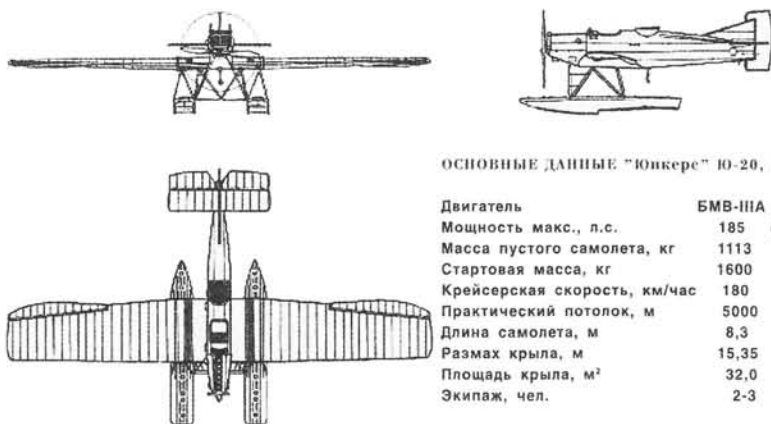 ОСНОВНЫЕ ДАННЫЕ "Юнкерс" Ю-20,
Двигатель БМВ-IIIА
Мощность макс., л.с. 185
Масса пустого самолета, кг 1113
Стартовая масса, кг 1600
Крейсерская скорость, км/час 180
Практический потолок, м 5000
Длина самолета, м 8,3
Размах крыла, м 15,35
Площадь крыла, м² 32,0
Экипаж, чел. 2-3